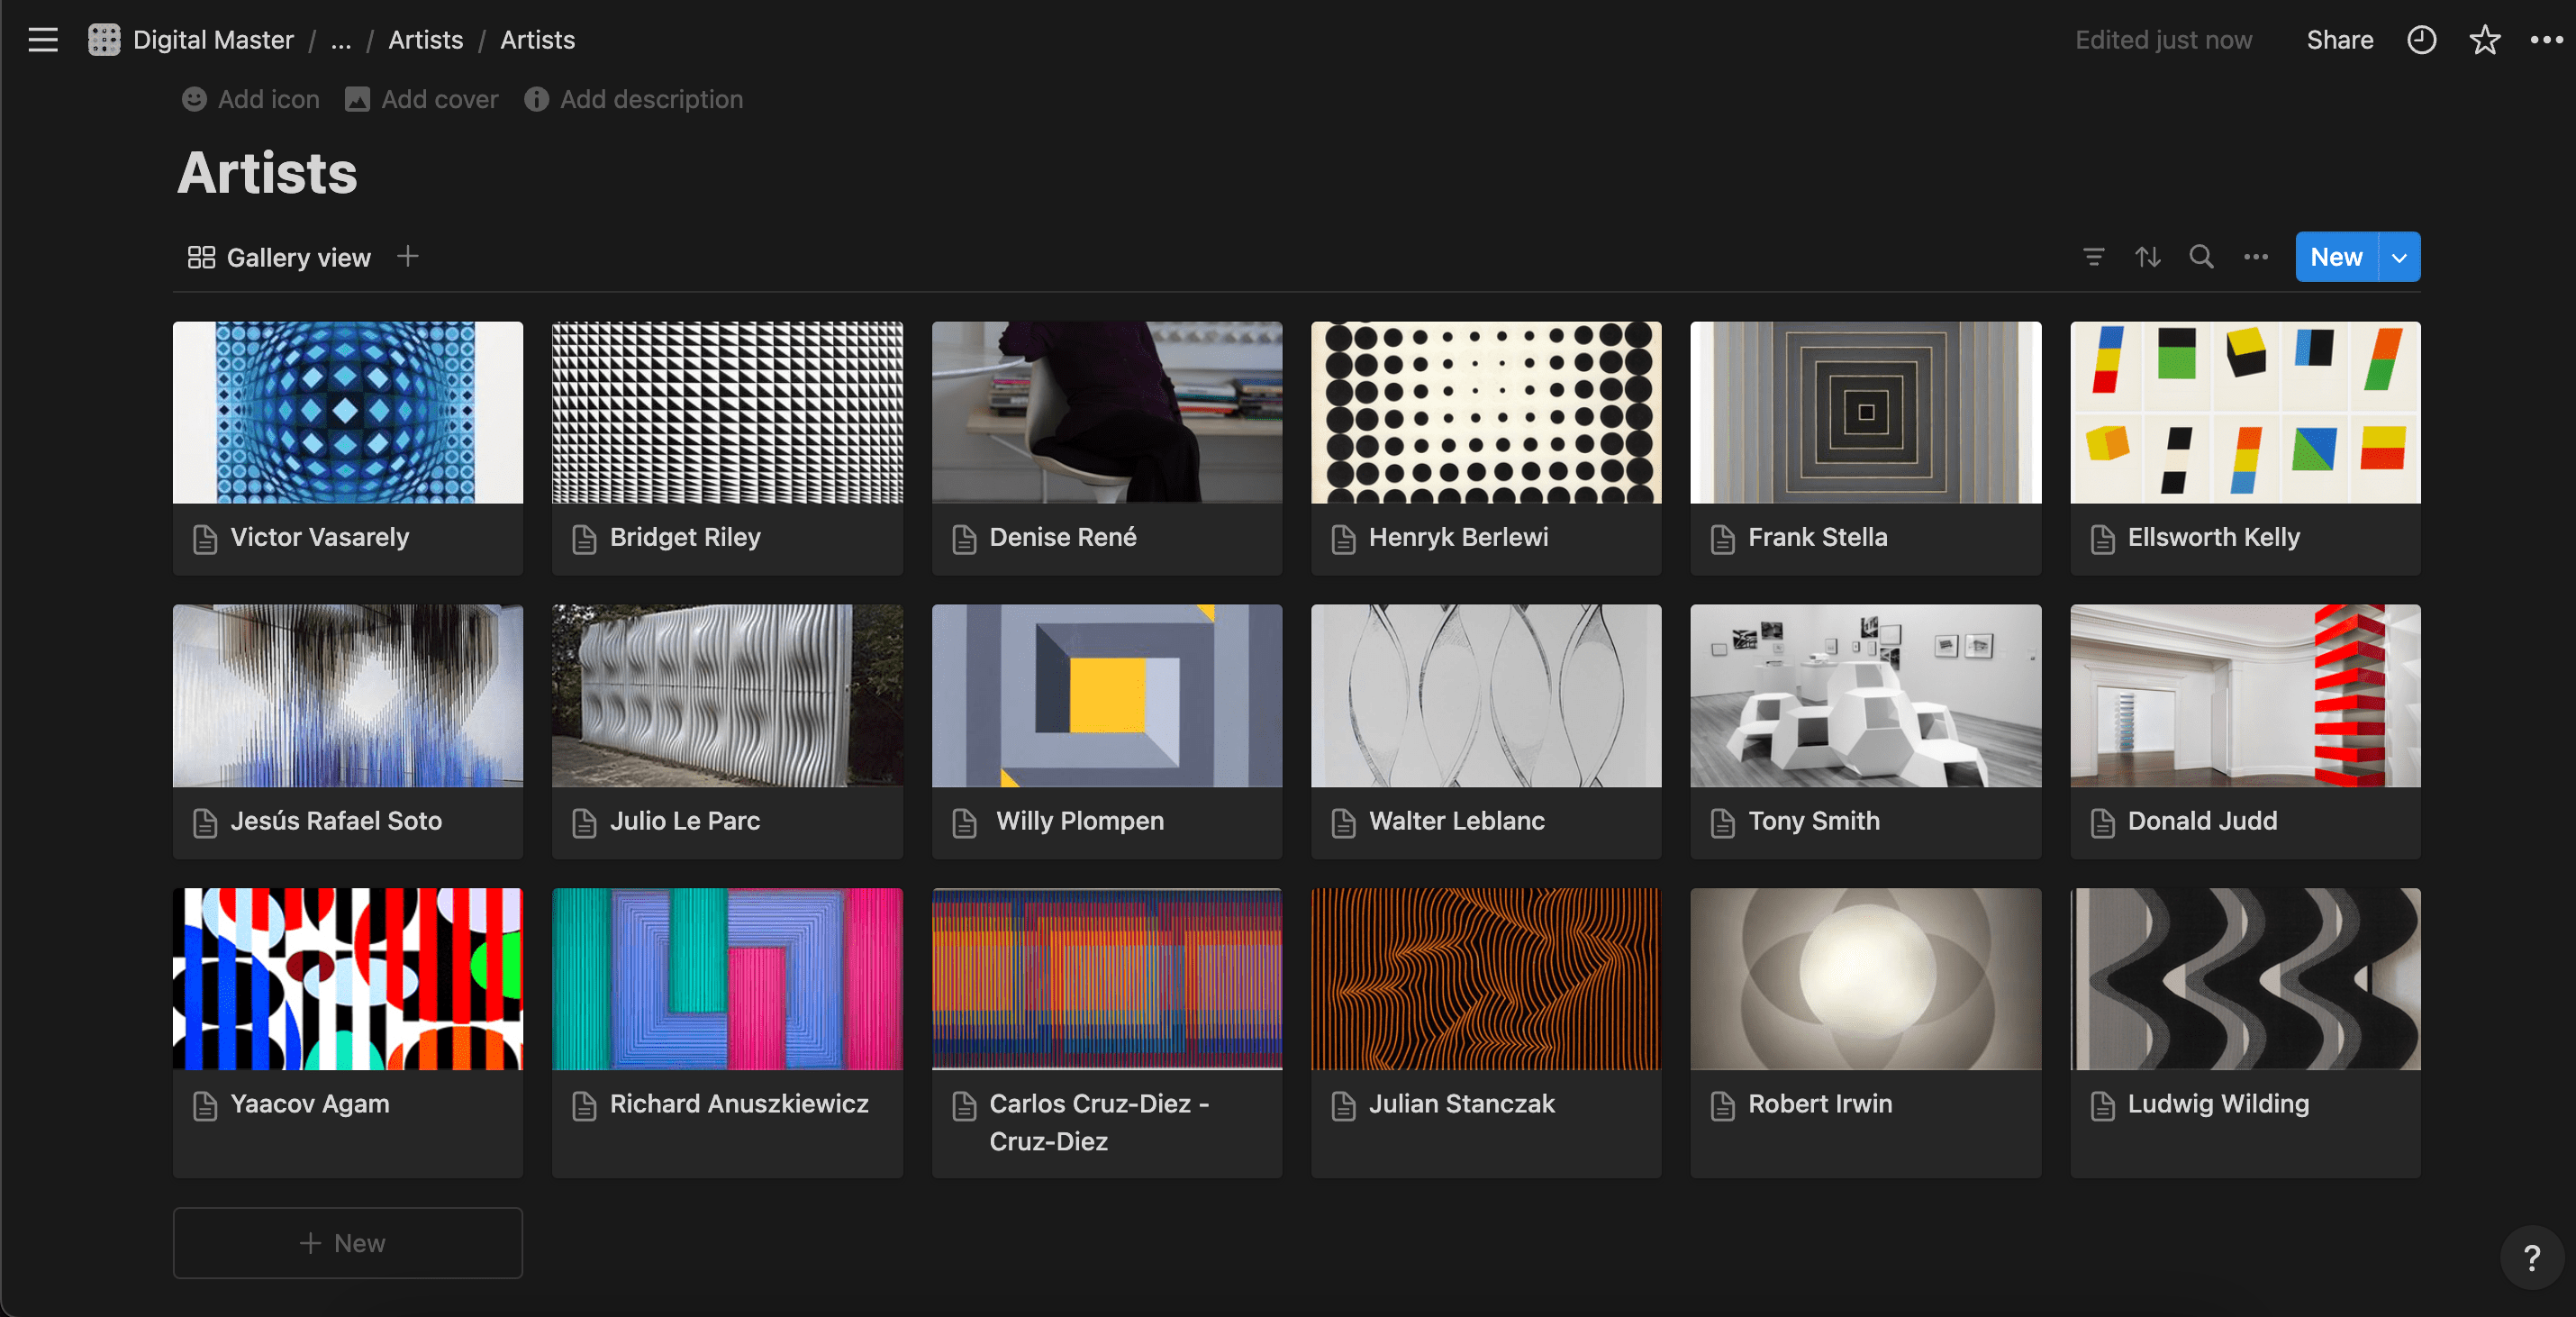 Digital Master / ... / Artists / Artists
Edited just now
Share
Add icon
Add cover
Add description
Artists
Gallery view
New
Victor Vasarely
Bridget Riley
Denise René
Henryk Berlewi
Frank Stella
Ellsworth Kelly
Jesús Rafael Soto
Julio Le Parc
Willy Plompen
Walter Leblanc
Tony Smith
Donald Judd
Yaacov Agam
Richard Anuszkiewicz
Carlos Cruz-Diez -
Cruz-Diez
Julian Stanczak
Robert Irwin
Ludwig Wilding
+ New
?